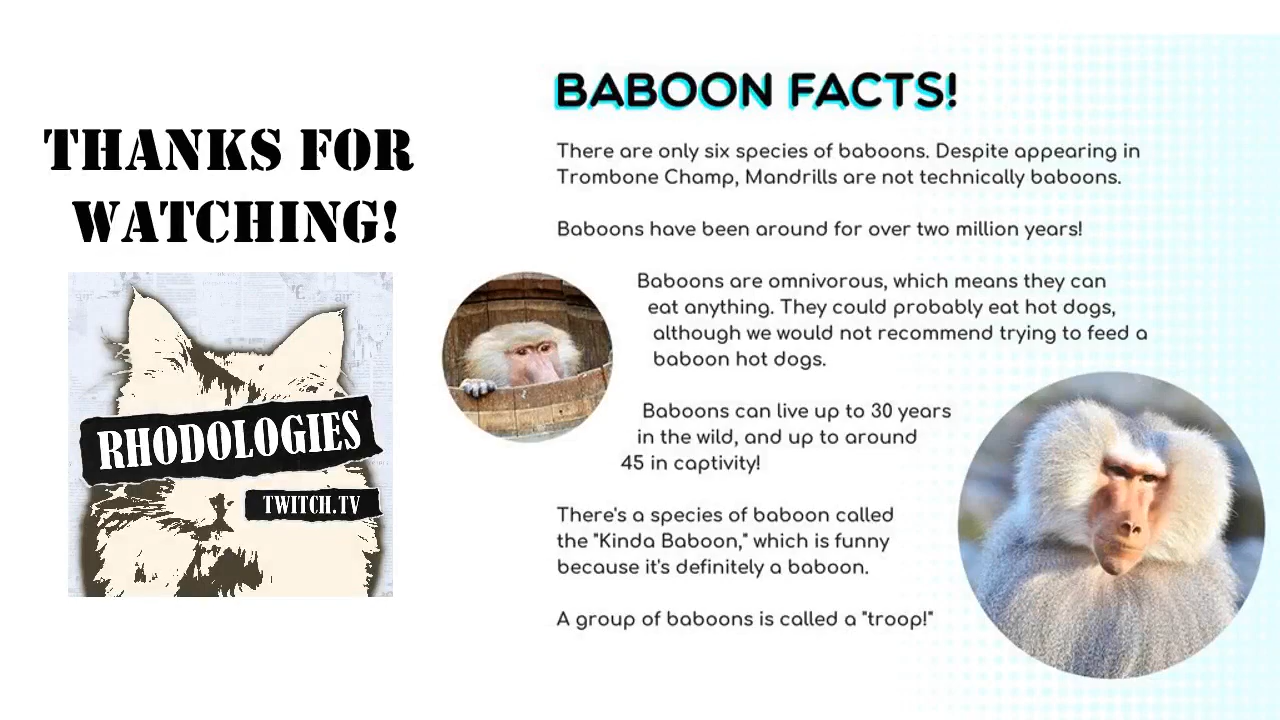 THANKS FOR
WATCHING!
RHODOLOGIES
TWITCH.TV
BABOON FACTS!
There are only six species of baboons. Despite appearing in
Trombone Champ, Mandrills are not technically baboons.
Baboons have been around for over two million years!
Baboons are omnivorous, which means they can
eat anything. They could probably eat hot dogs,
although we would not recommend trying to feed a
baboon hot dogs.
Baboons can live up to 30 years
in the wild, and up to around
45 in captivity!
There's a species of baboon called
the "Kinda Baboon," which is funny
because it's definitely a baboon.
A group of baboons is called a "troop!"